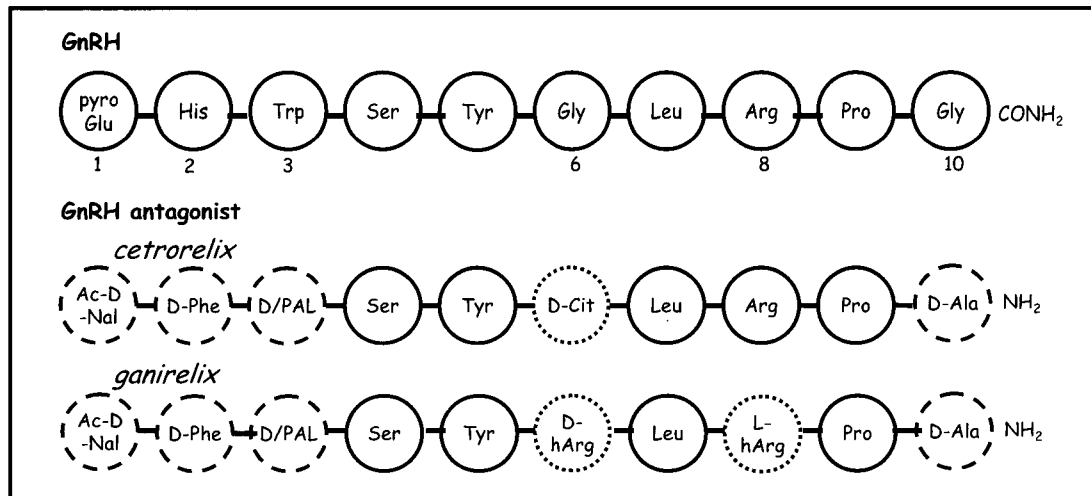 GnRH
pyro Glu His Trp Ser Tyr Gly Leu Arg Pro Gly CONH₂
1 2 3 6 8 10
GnRH antagonist
cetrorelix
Ac-D -Nal D-Phe D/PAL Ser Tyr D-Cit Leu Arg Pro D-Ala NH₂
ganirelix
Ac-D -Nal D-Phe D/PAL Ser Tyr D- hArg Leu L- hArg Pro D-Ala NH₂